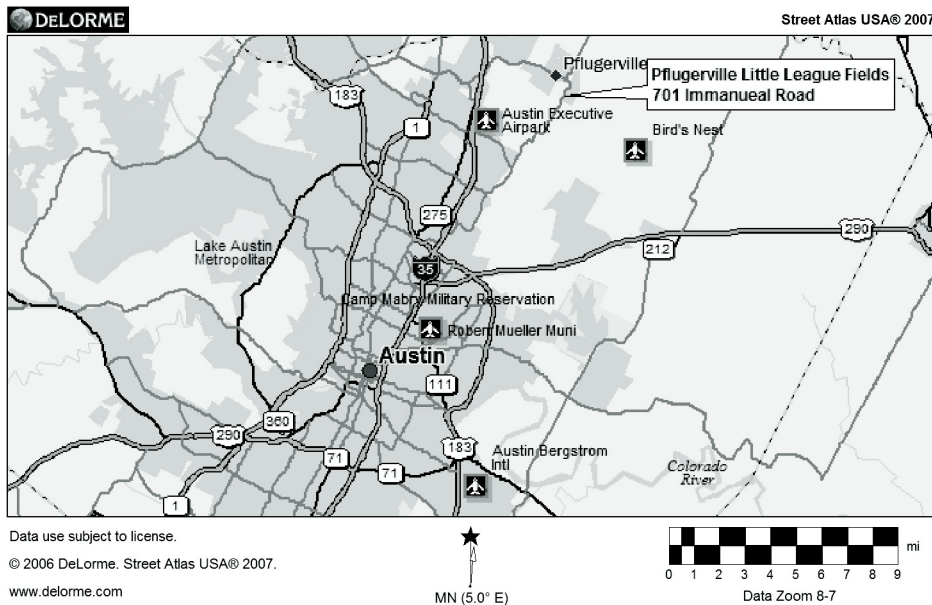 DELORME
Street Atlas USA® 2007
Pflugerville
Pflugerville Little League Fields
701 Immanueal Road
183
1
Austin Executive
Airpark
Bird's Nest
275
290
212
Lake Austin
Metropolitan
35
Camp Mabry Military Reservation
Robert Mueller Muni
Austin
111
360
290
183
71
71
Austin Bergstrom
Intl
Colorado
River
1
Data use subject to license.
© 2006 DeLorme. Street Atlas USA® 2007.
www.delorme.com
MN (5.0° E)
mi
0 1 2 3 4 5 6 7 8 9
Data Zoom 8-7